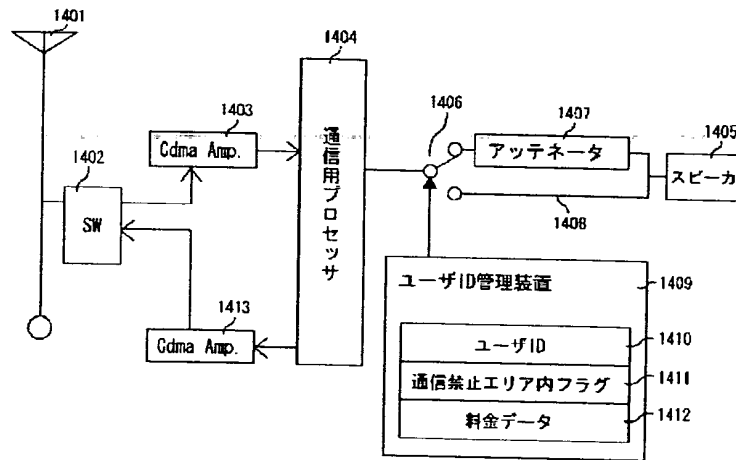 1401
1404
1403
1406
1407
1405
Cdma Amp.
アッテネータ
スピーカ
1402
SW
通信用プロセッサ
1408
ユーザID管理装置
1409
1413
Cdma Amp.
ユーザID
1410
通信禁止エリア内フラグ
1411
料金データ
1412